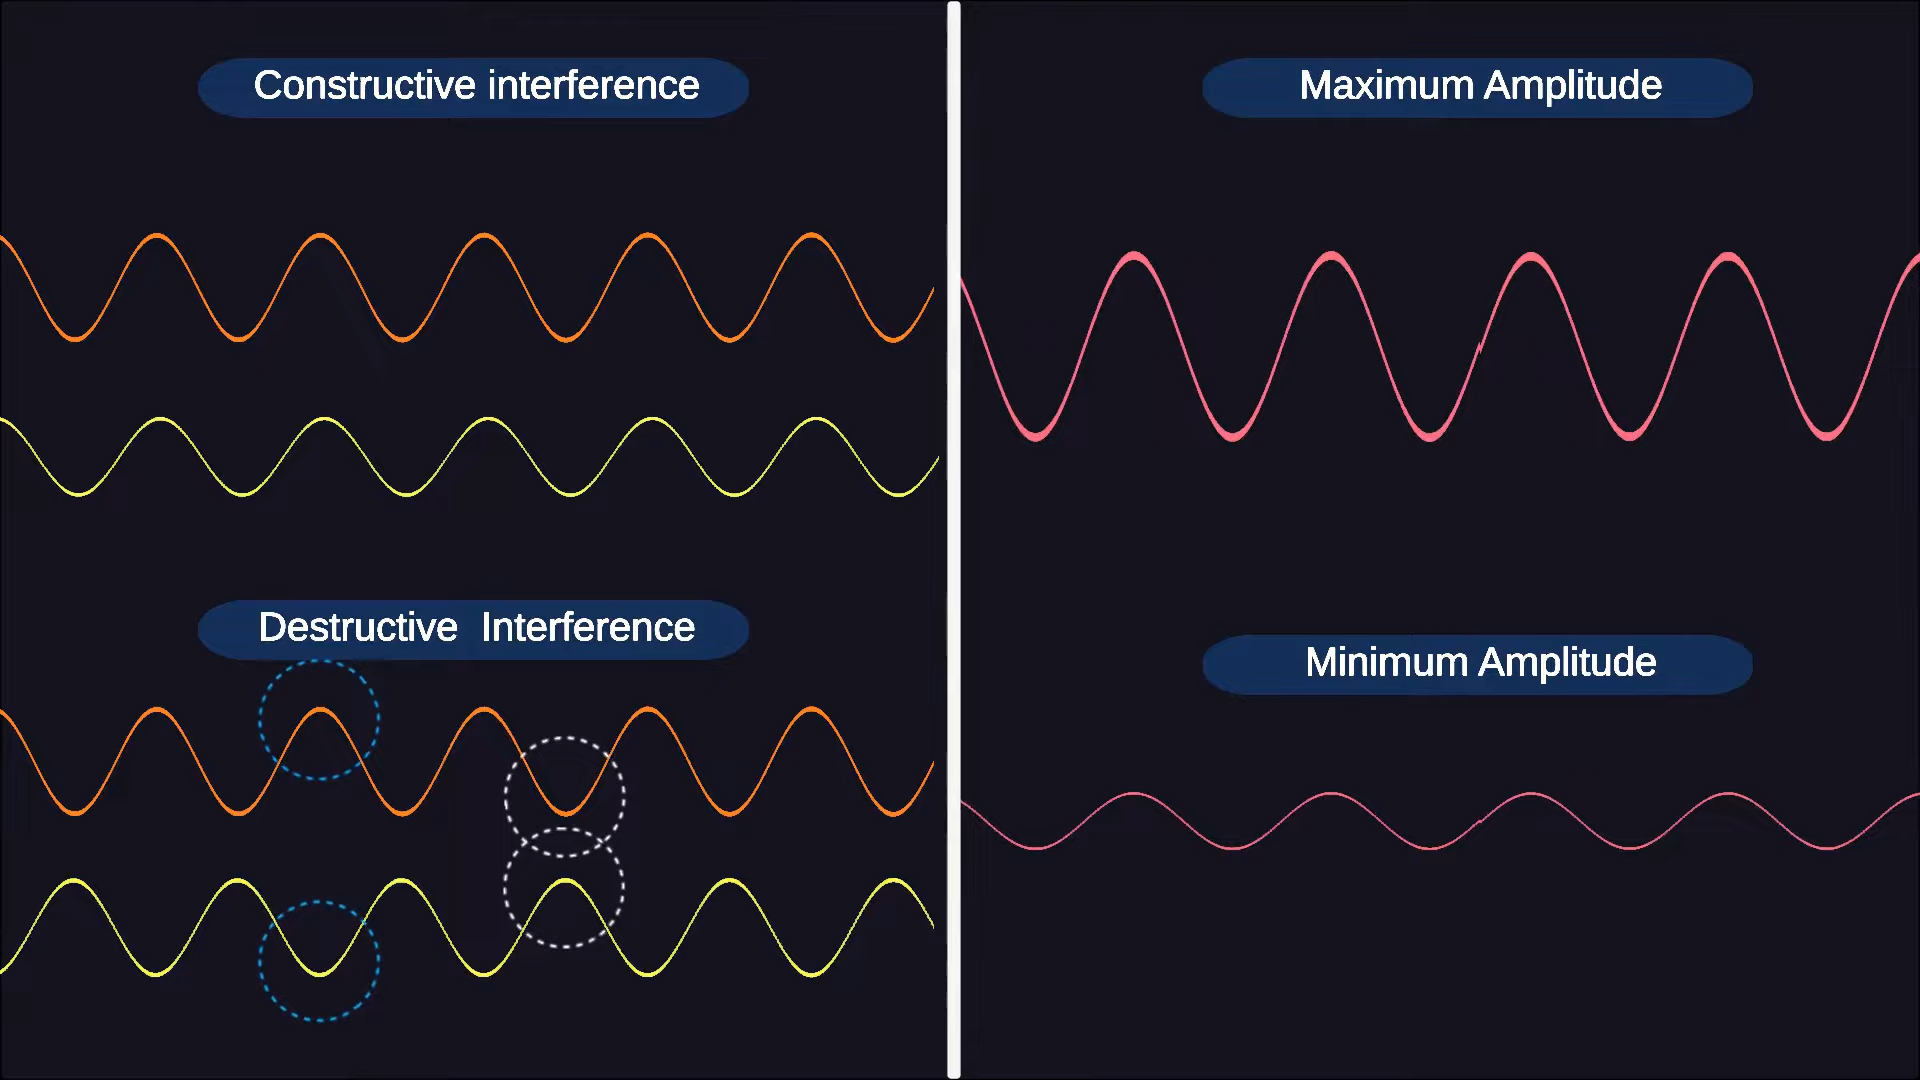 Constructive interference
Maximum Amplitude
Destructive  Interference
Minimum Amplitude